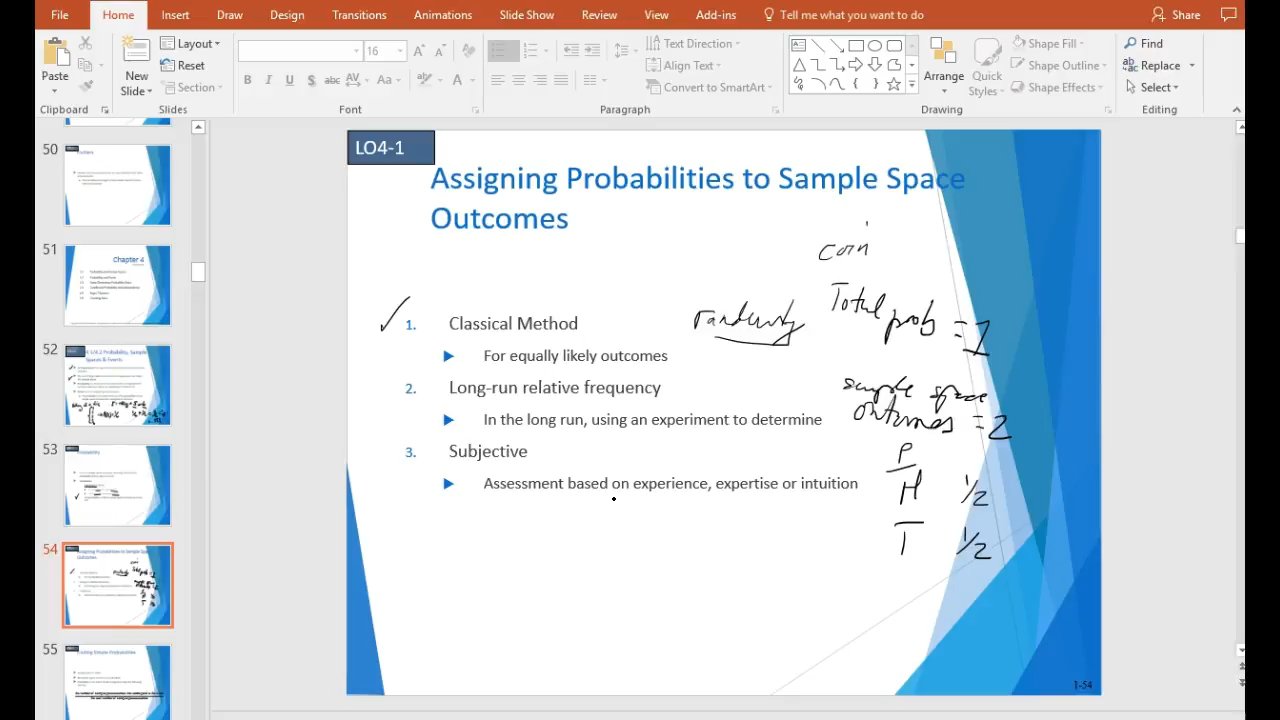 File Home Insert Draw Design Transitions Animations Slide Show Review View Add-ins Tell me what you want to do Share
Paste
Clipboard
New
Slide
Layout
Reset
Section
Slides
16
B I U S abc AV Aa A
Font
Text Direction
Align Text
Convert to SmartArt
Paragraph
Arrange
Quick
Styles
Shape Fill
Shape Outline
Shape Effects
Drawing
Find
Replace
Select
Editing
50
51
Chapter 4
52
53
54
55
LO4-1
Assigning Probabilities to Sample Space
Outcomes
coin
1. Classical Method
For equally likely outcomes
2. Long-run relative frequency
In the long run, using an experiment to determine
3. Subjective
Assessment based on experience, expertise or intuition
Total prob = 1
sample space
outcomes = 2
P
H 1/2
T 1/2
1-54